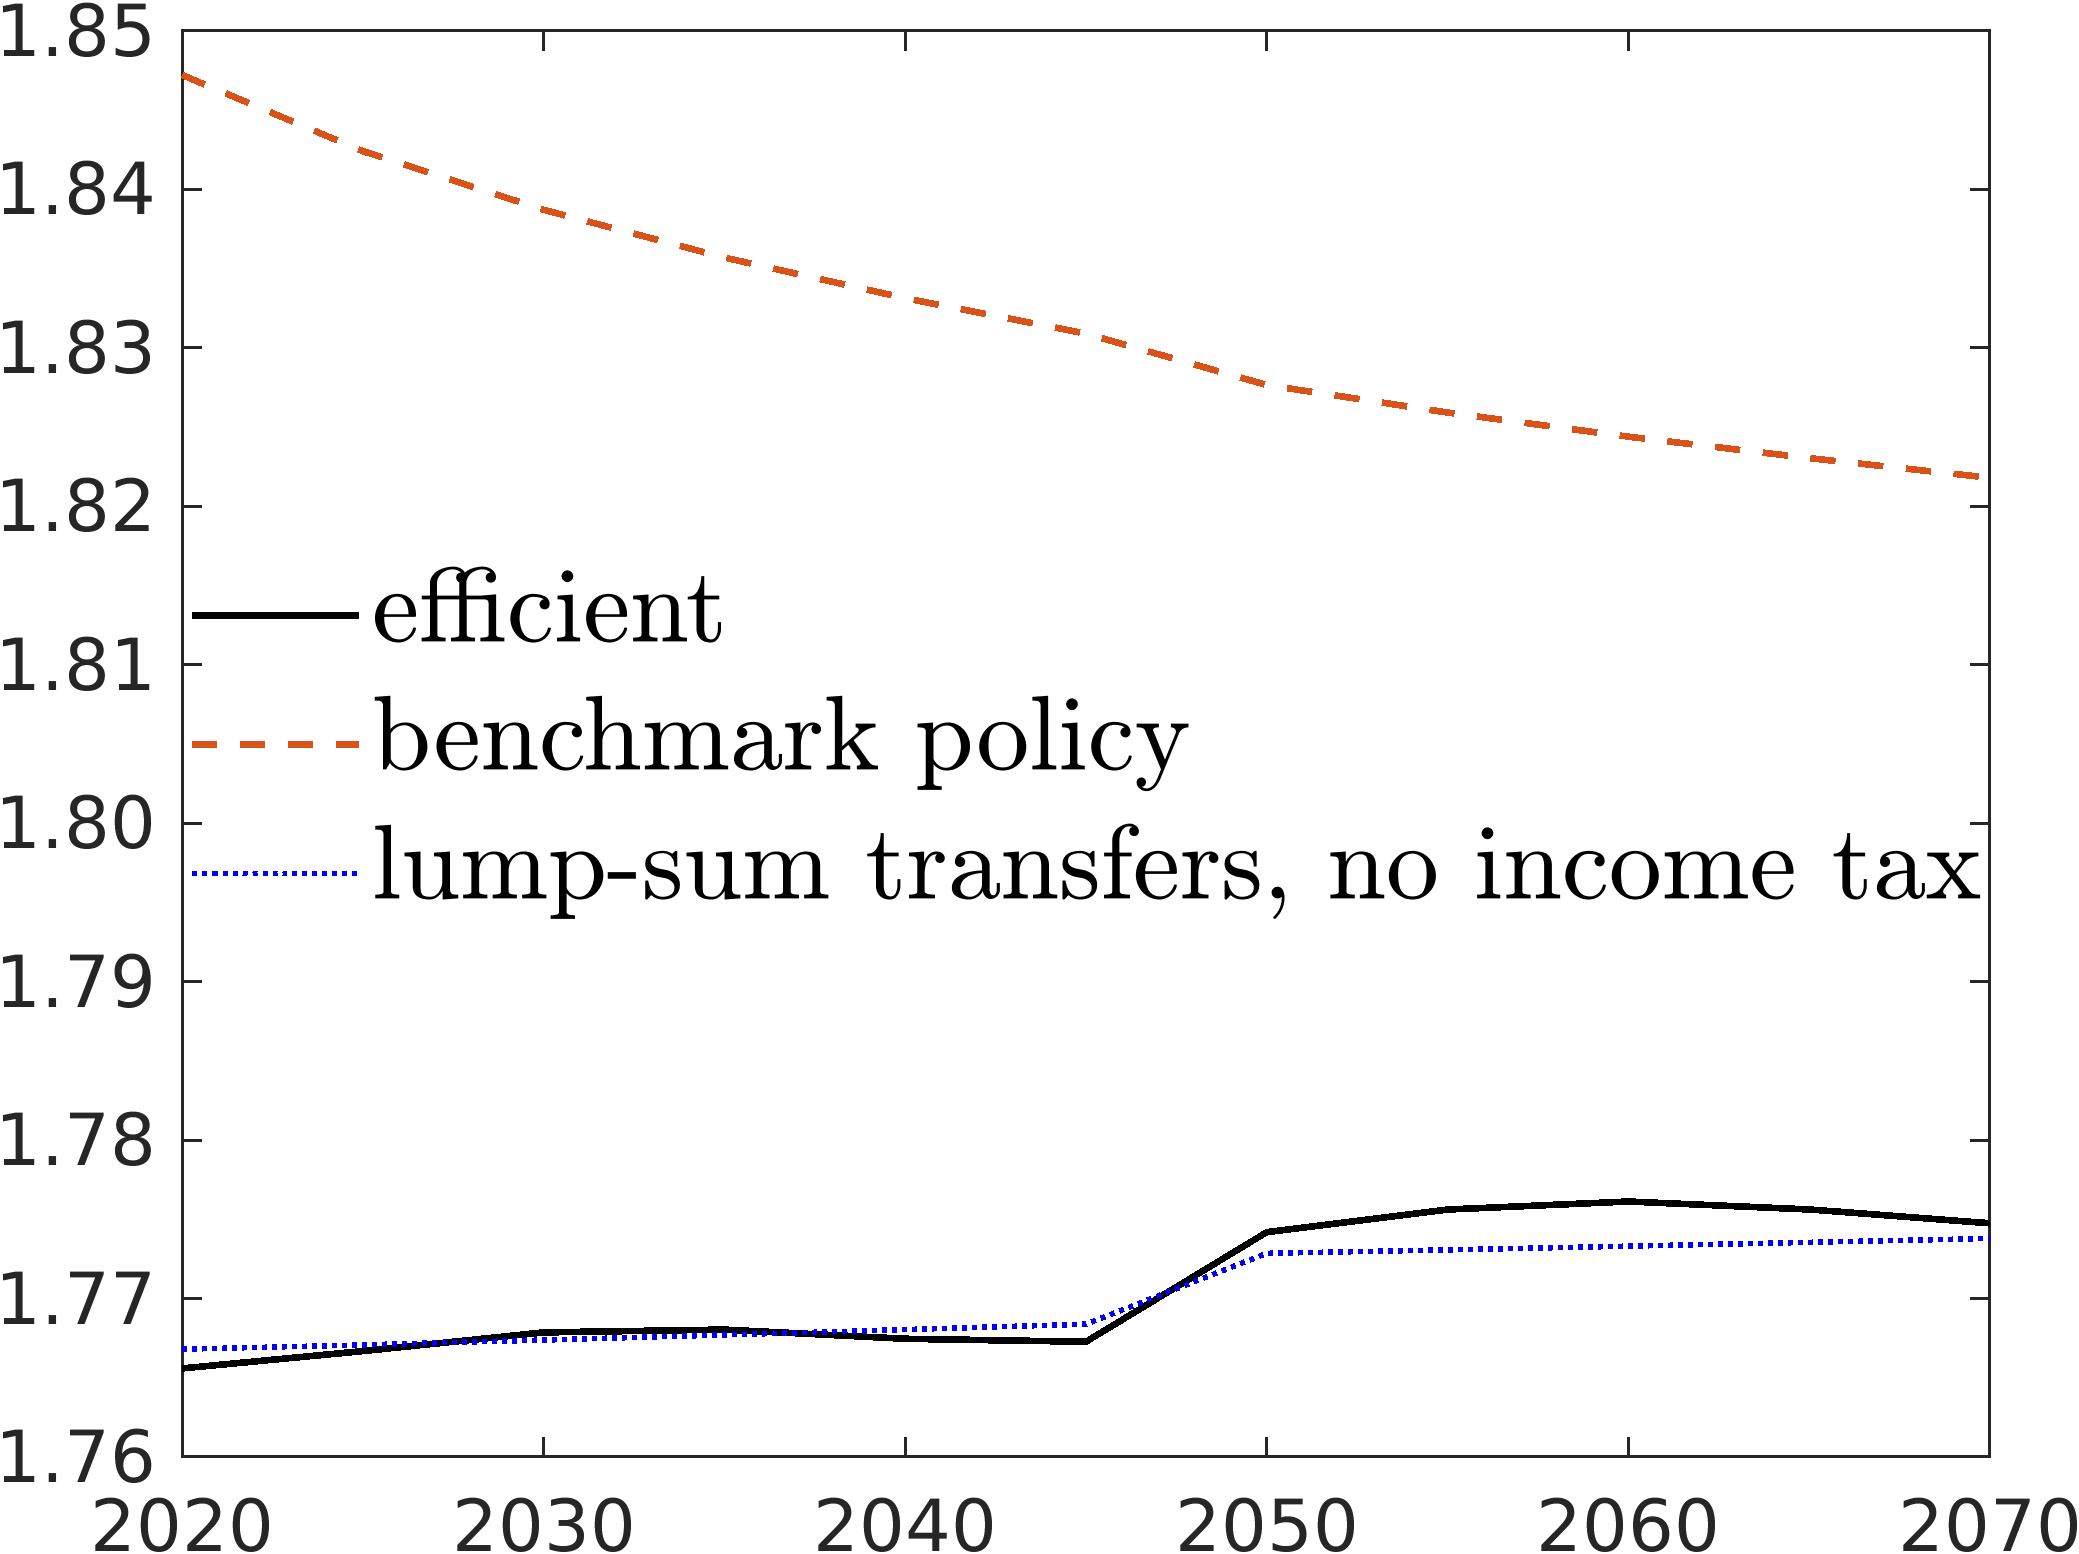 1.85
1.84
1.83
1.82
efficient
1.81
benchmark policy
1.80
lump-sum transfers, no income tax
1.79
1.78
1.77
1.76
2020 2030 2040 2050 2060 2070